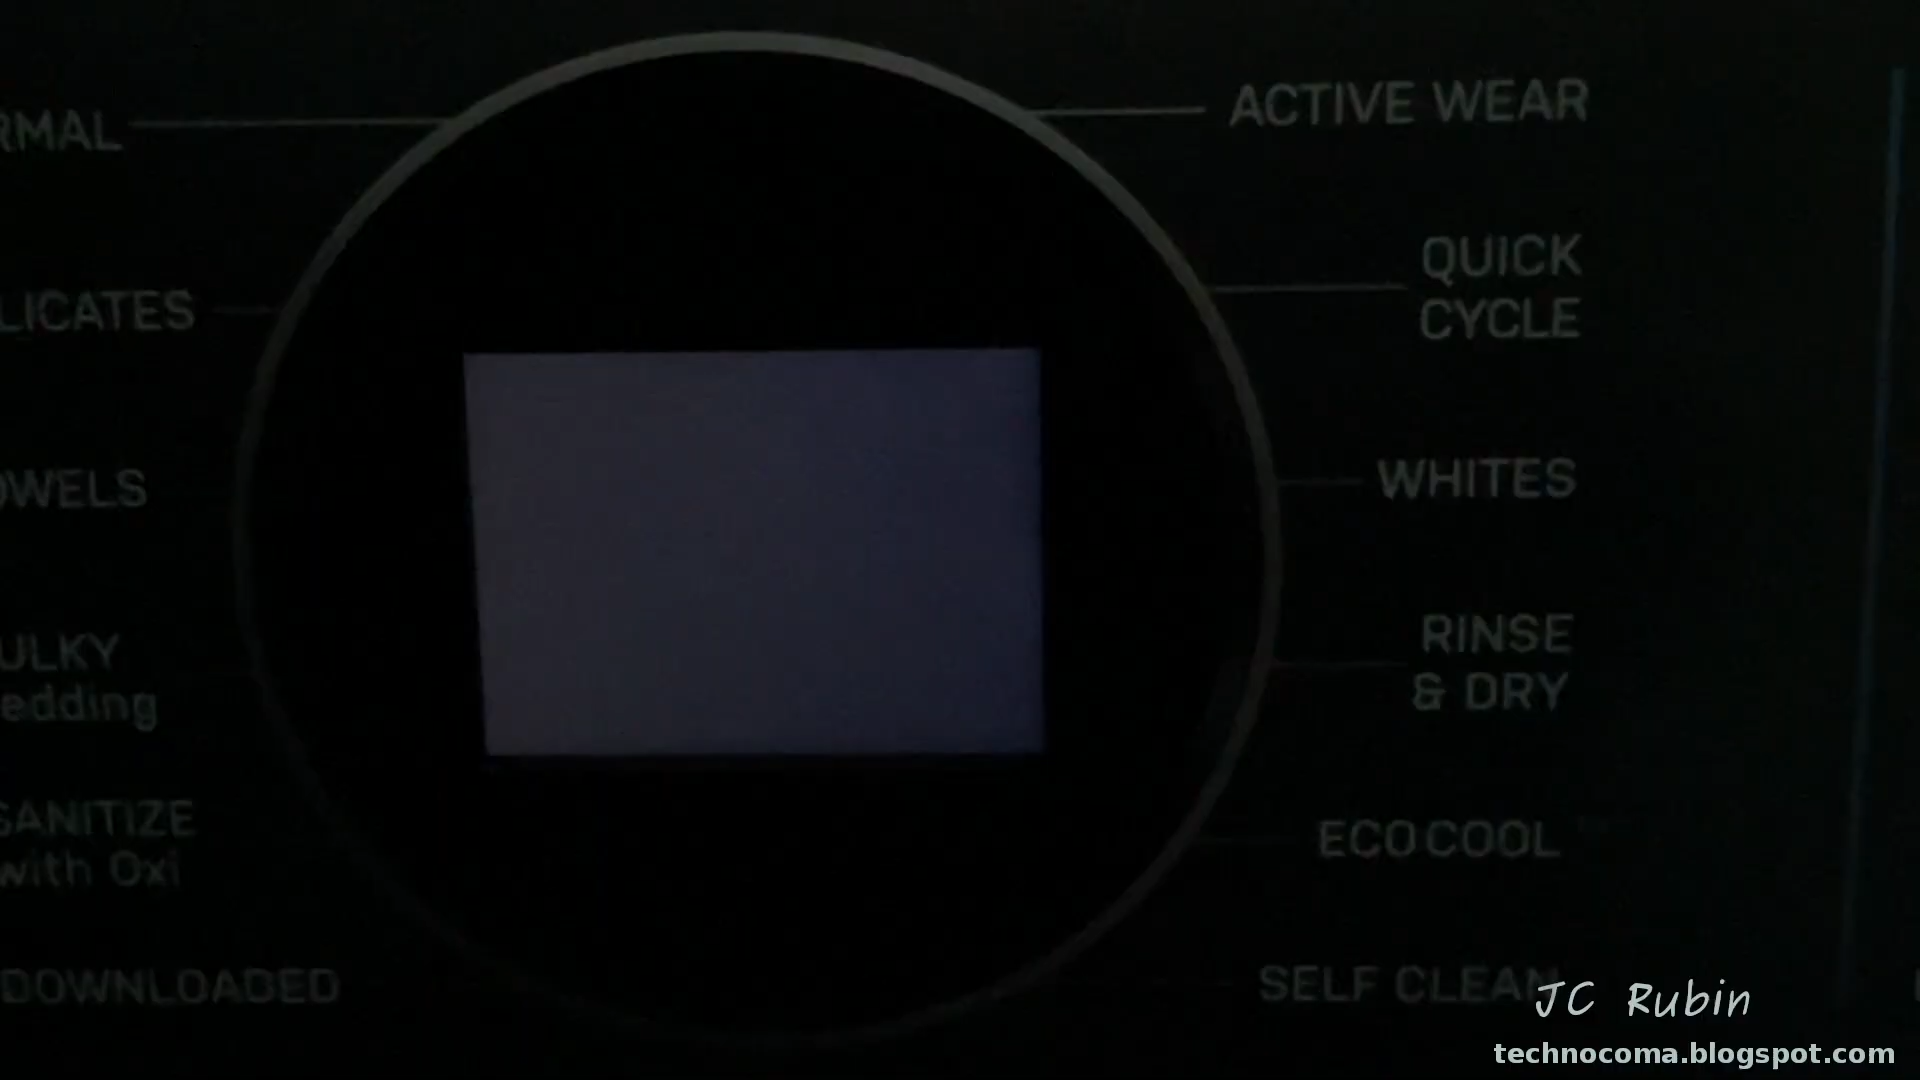 RMAL
ACTIVE WEAR
LICATES
QUICK
CYCLE
OWELS
WHITES
ULKY
edding
RINSE
& DRY
SANITIZE
with Oxi
ECO COOL
DOWNLOADED
SELF CLEAN
JC Rubin
technocoma.blogspot.com